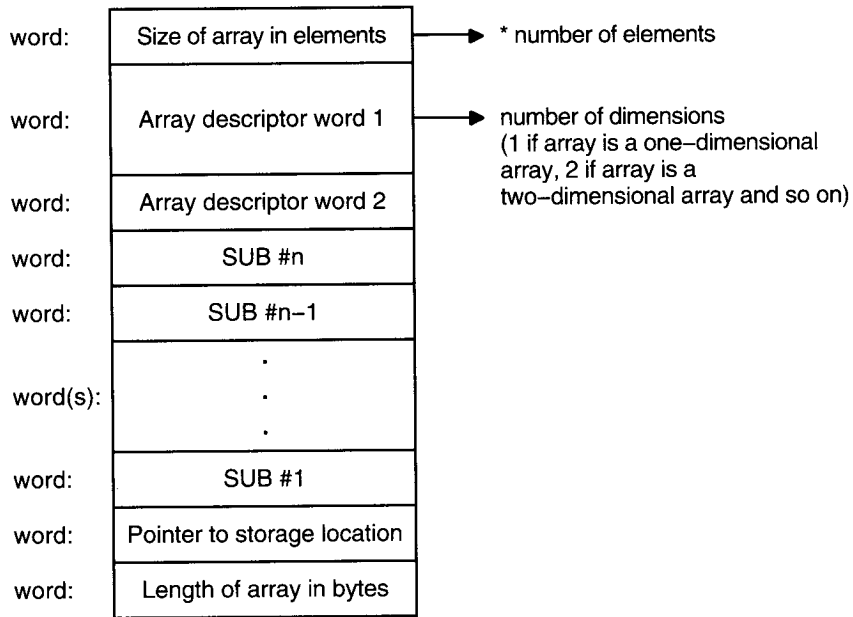 word: Size of array in elements * number of elements
word: Array descriptor word 1 number of dimensions
(1 if array is a one–dimensional
array, 2 if array is a
two–dimensional array and so on)
word: Array descriptor word 2
word: SUB #n
word: SUB #n–1
.
word(s): .
.
word: SUB #1
word: Pointer to storage location
word: Length of array in bytes